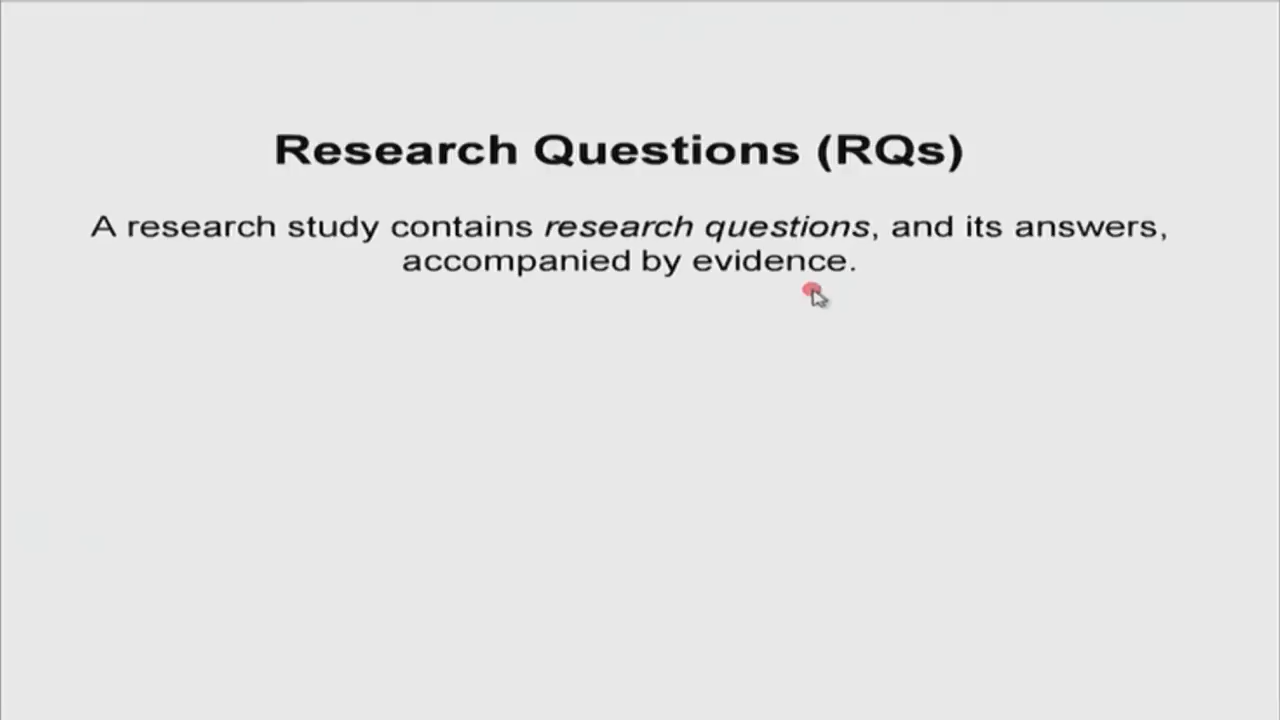 Research Questions (RQs)
A research study contains research questions, and its answers,
accompanied by evidence.